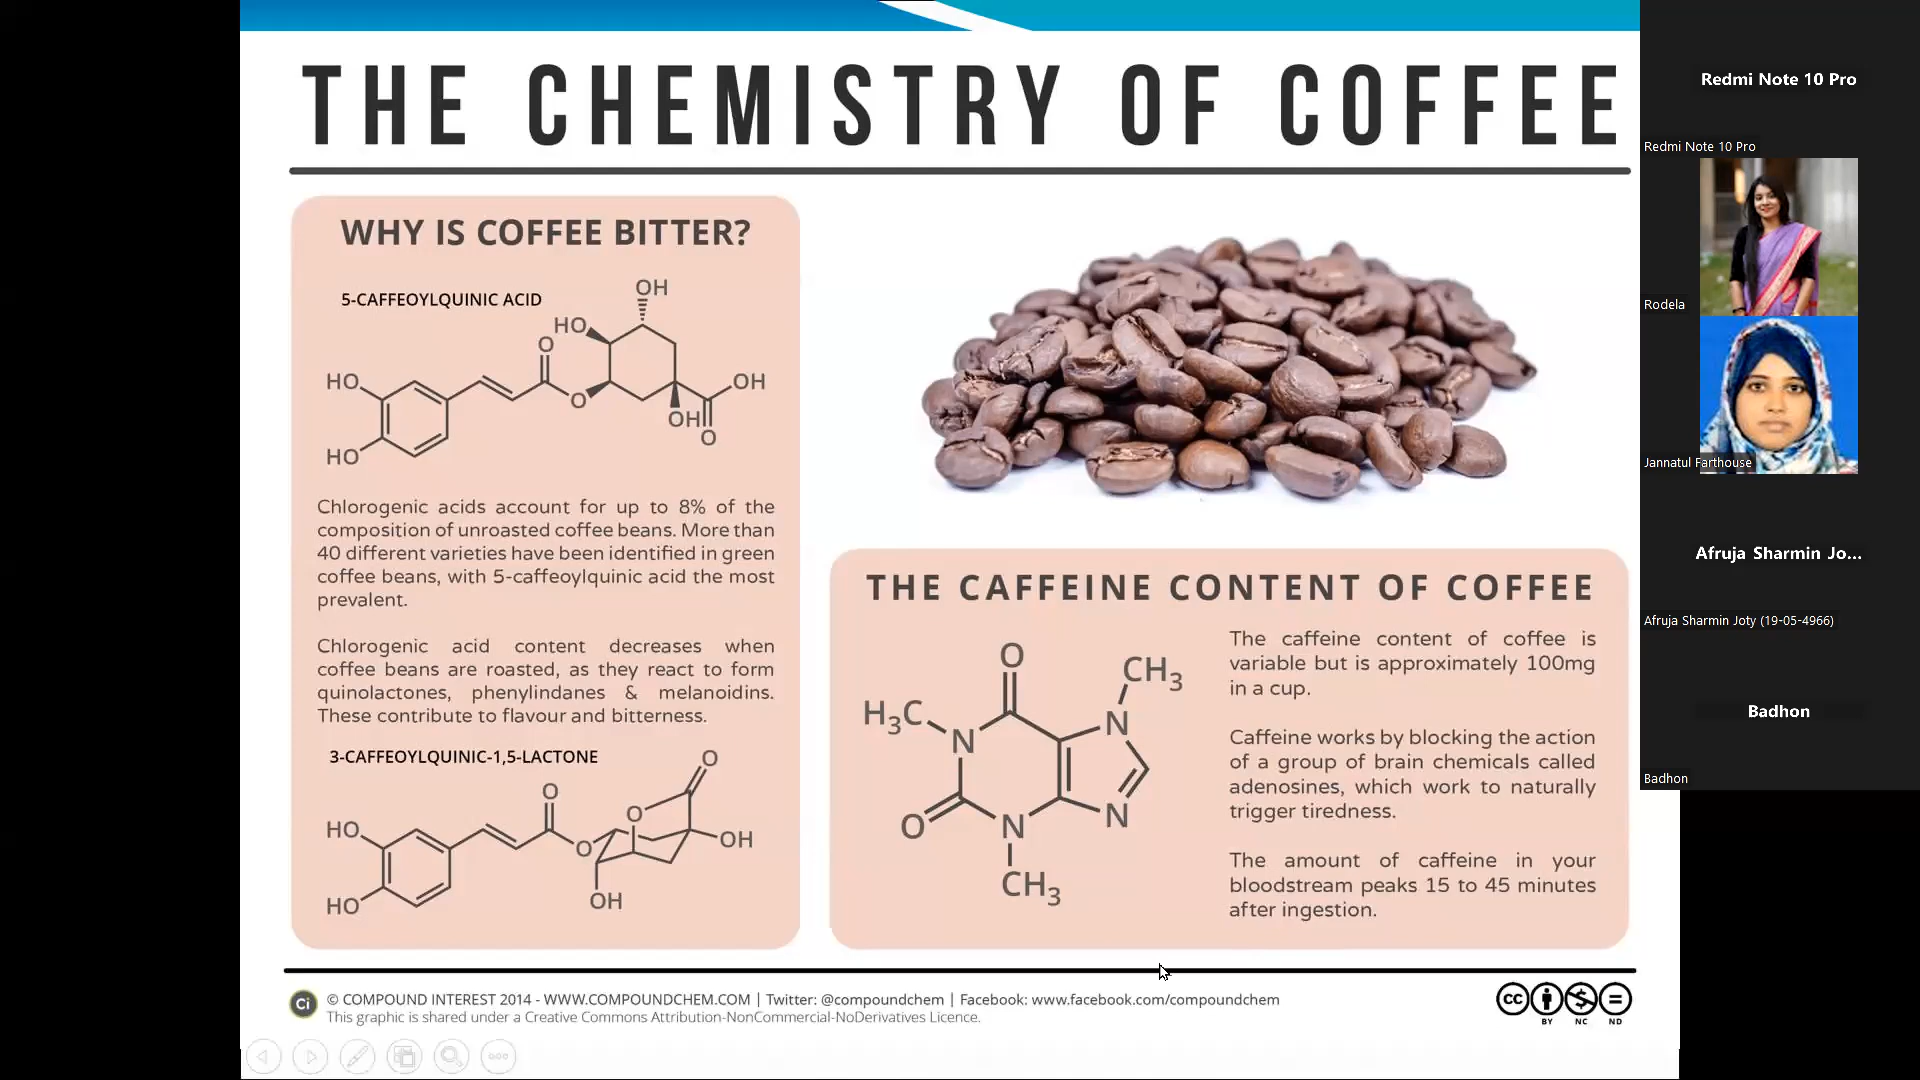 THE CHEMISTRY OF COFFEE
WHY IS COFFEE BITTER?
5-CAFFEOYLQUINIC ACID
OH
HO
O
HO
OH
O
OH
O
HO
Chlorogenic acids account for up to 8% of the
composition of unroasted coffee beans. More than
40 different varieties have been identified in green
coffee beans, with 5-caffeoylquinic acid the most
prevalent.
Chlorogenic acid content decreases when
coffee beans are roasted, as they react to form
quinolactones, phenylindanes & melanoidins.
These contribute to flavour and bitterness.
3-CAFFEOYLQUINIC-1,5-LACTONE
O
O
O
HO
O
OH
HO
OH
THE CAFFEINE CONTENT OF COFFEE
O
CH3
H3C
N
N
O
N
N
CH3
The caffeine content of coffee is
variable but is approximately 100mg
in a cup.
Caffeine works by blocking the action
of a group of brain chemicals called
adenosines, which work to naturally
trigger tiredness.
The amount of caffeine in your
bloodstream peaks 15 to 45 minutes
after ingestion.
Ci
© COMPOUND INTEREST 2014 - WWW.COMPOUNDCHEM.COM | Twitter: @compoundchem | Facebook: www.facebook.com/compoundchem
This graphic is shared under a Creative Commons Attribution-NonCommercial-NoDerivatives Licence.
cc
BY NC ND
Redmi Note 10 Pro
Redmi Note 10 Pro
Rodela
Jannatul Farthouse
Afruja Sharmin Jo...
Afruja Sharmin Joty (19-05-4966)
Badhon
Badhon